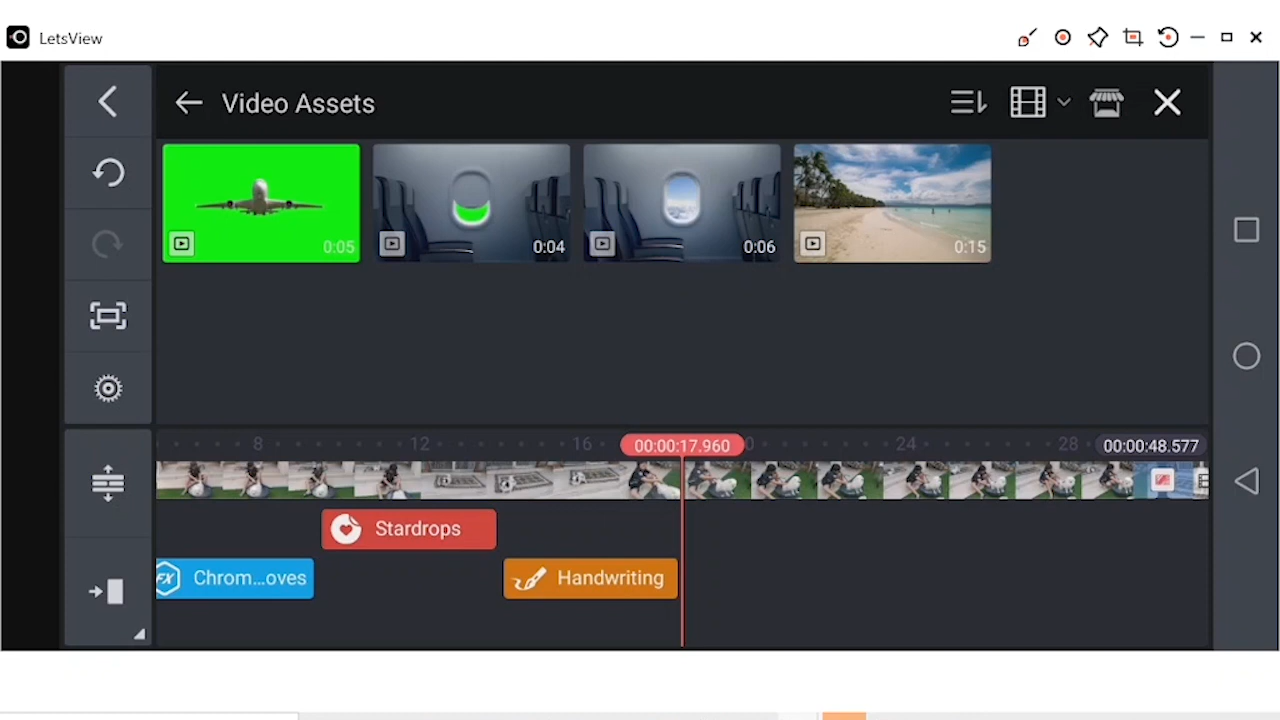 LetsView
Video Assets
0:05
0:04
0:06
0:15
8
12
16
00:00:17.960
24
28
00:00:48.577
Stardrops
FX
Chrom...oves
Handwriting